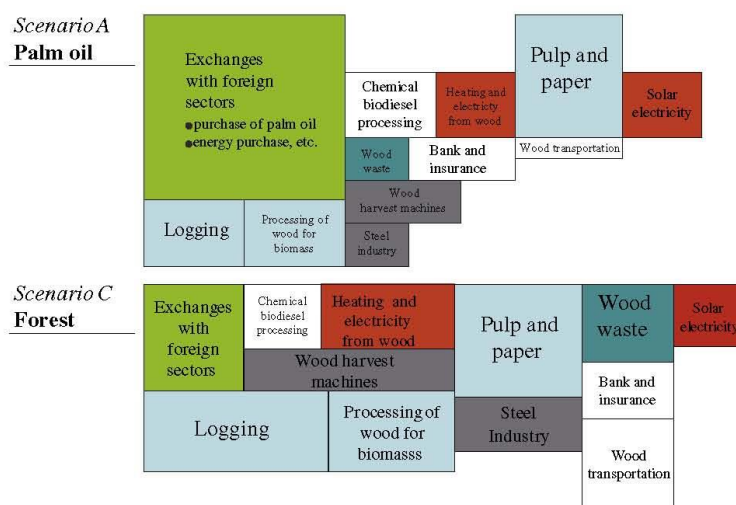 Scenario A
Palm oil
Exchanges
with foreign
sectors
●purchase of palm oil
●energy purchase, etc.
Chemical
biodiesel
processing
Heating and
electricity
from wood
Pulp and
paper
Solar
electricity
Wood
waste
Bank and
insurance
Wood transportation
Logging
Processing of
wood for
biomass
Wood
harvest machines
Steel
industry
Scenario C
Forest
Exchanges
with
foreign
sectors
Chemical
biodiesel
processing
Heating and
electricity
from wood
Pulp and
paper
Wood
waste
Solar
electricity
Wood harvest
machines
Bank and
insurance
Logging
Processing of
wood for
biomasss
Steel
Industry
Wood
transportation